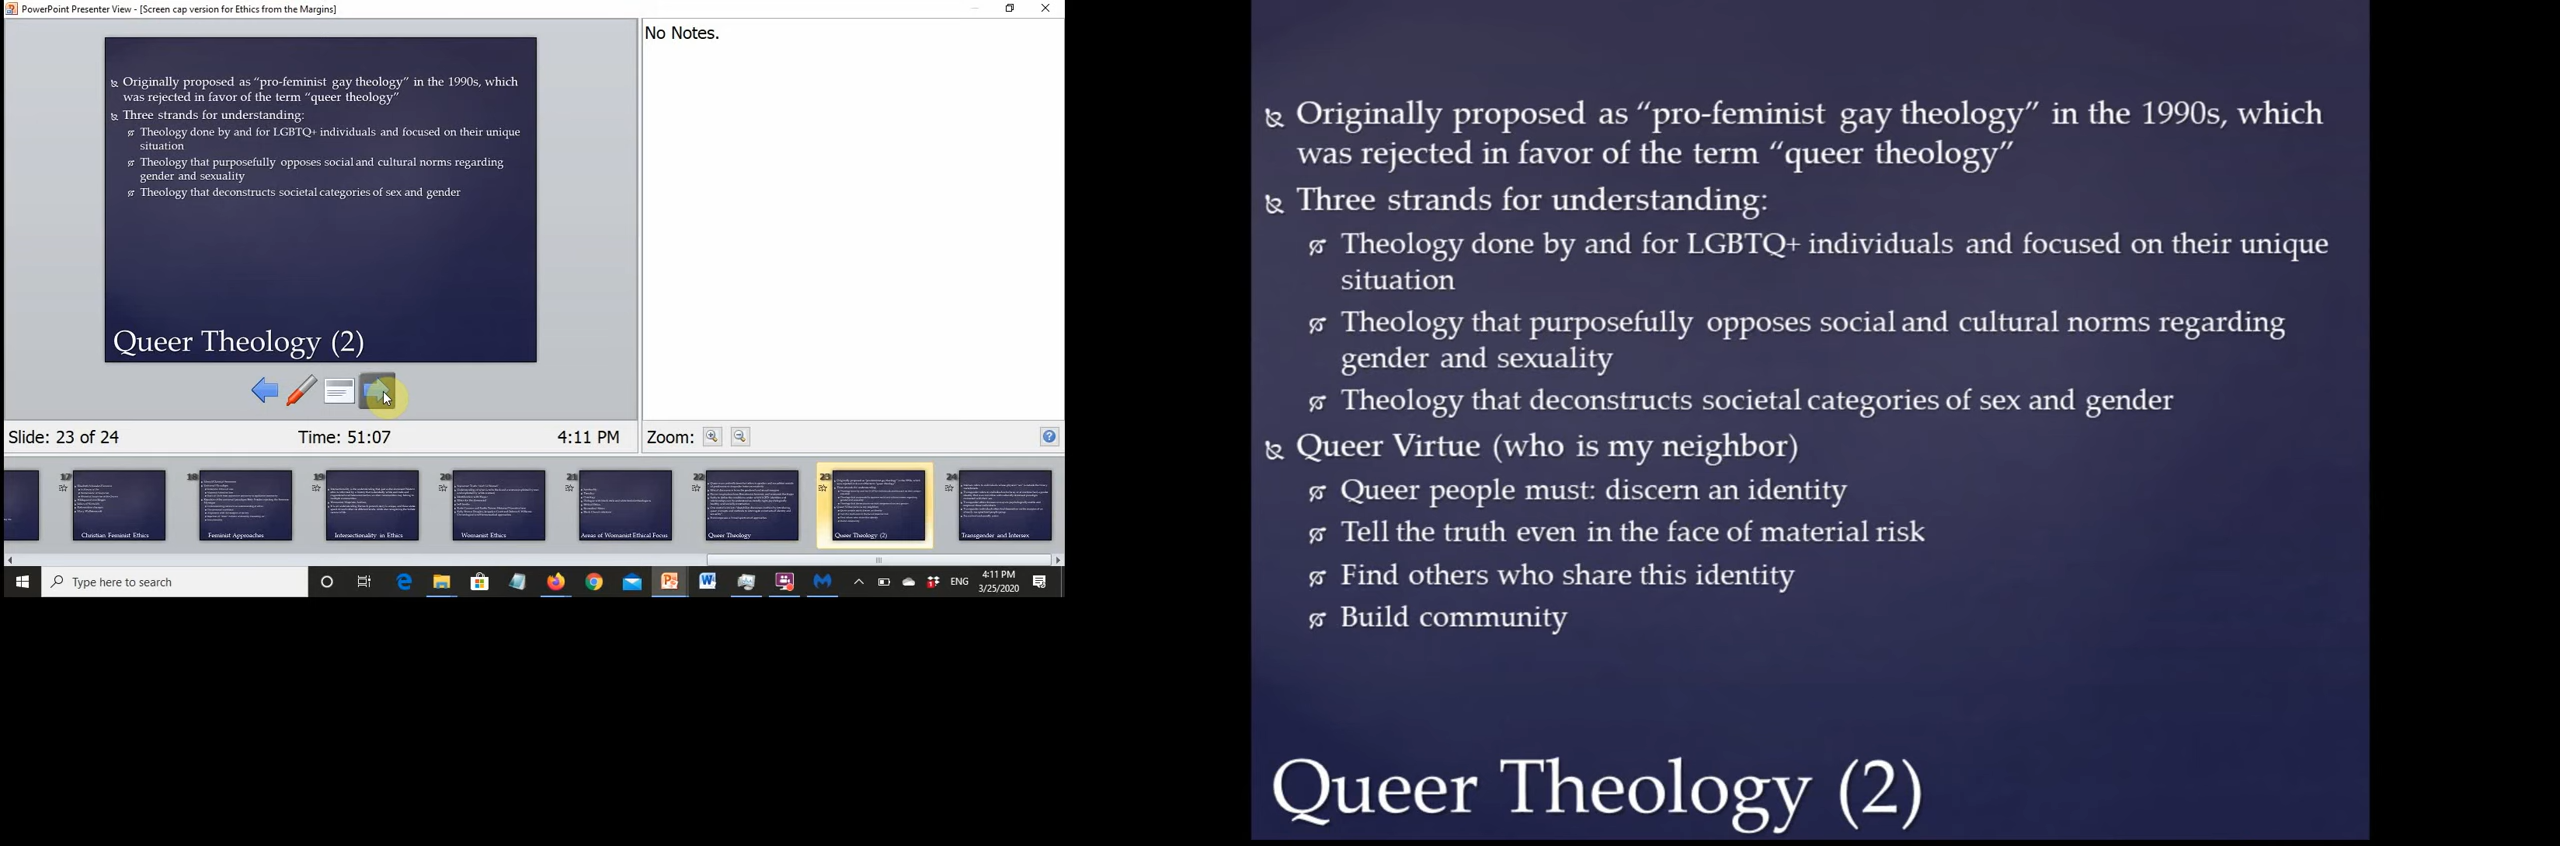 PowerPoint Presenter View - [Screen cap version for Ethics from the Margins]
Originally proposed as “pro-feminist gay theology” in the 1990s, which
was rejected in favor of the term “queer theology”
Three strands for understanding:
Theology done by and for LGBTQ+ individuals and focused on their unique
situation
Theology that purposefully opposes social and cultural norms regarding
gender and sexuality
Theology that deconstructs societal categories of sex and gender
Queer Theology (2)
No Notes.
Slide: 23 of 24
Time: 51:07
4:11 PM
Zoom:
17
Christian Feminist Ethics
18
Feminist Approaches
19
Intersectionality in Ethics
20
Womanist Ethics
21
Areas of Womanist Ethical Focus
22
Queer Theology
23
Queer Theology (2)
24
Transgender and Intersex
Type here to search
ENG
4:11 PM
3/25/2020
Originally proposed as “pro-feminist gay theology” in the 1990s, which
was rejected in favor of the term “queer theology”
Three strands for understanding:
Theology done by and for LGBTQ+ individuals and focused on their unique
situation
Theology that purposefully opposes social and cultural norms regarding
gender and sexuality
Theology that deconstructs societal categories of sex and gender
Queer Virtue (who is my neighbor)
Queer people must: discern an identity
Tell the truth even in the face of material risk
Find others who share this identity
Build community
Queer Theology (2)